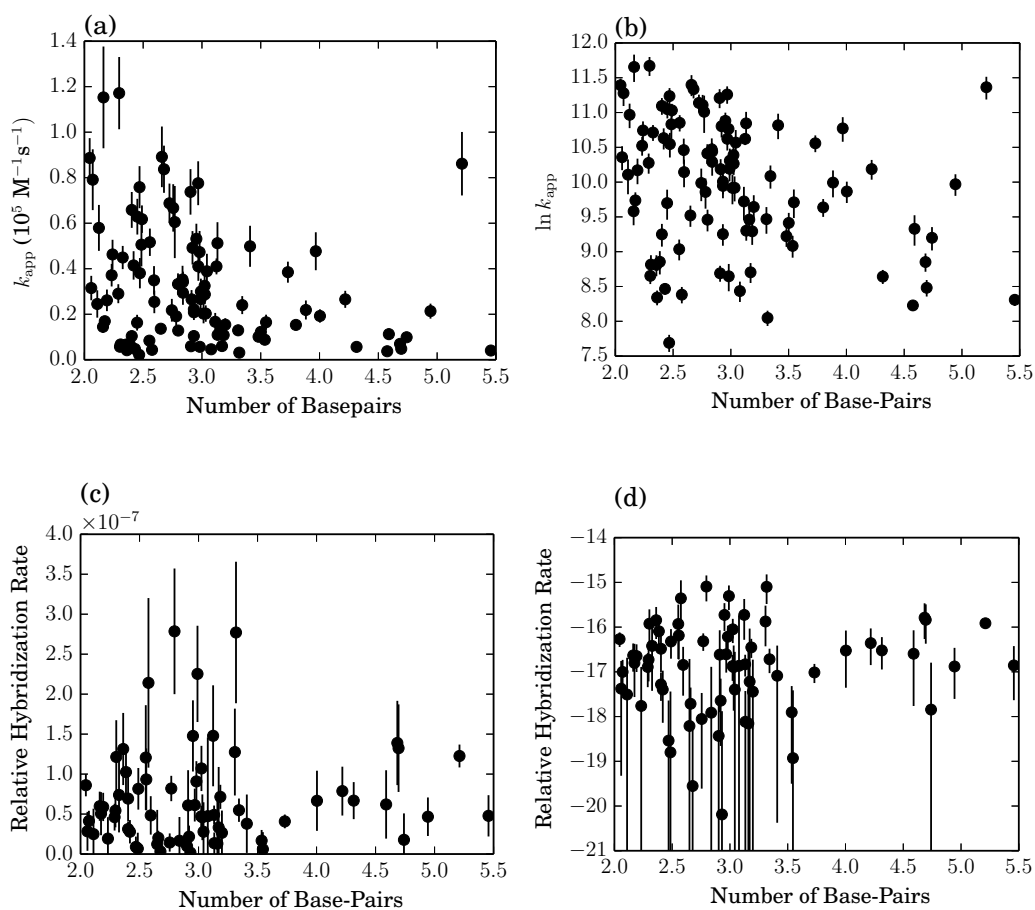 (a)
1.4
1.2
1.0
0.8
0.6
0.4
0.2
0.0
k_app (10^5 M^−1 s^−1)
2.0 2.5 3.0 3.5 4.0 4.5 5.0 5.5
Number of Basepairs
(b)
12.0
11.5
11.0
10.5
10.0
9.5
9.0
8.5
8.0
7.5
ln k_app
2.0 2.5 3.0 3.5 4.0 4.5 5.0 5.5
Number of Base-Pairs
(c)
×10^−7
4.0
3.5
3.0
2.5
2.0
1.5
1.0
0.5
0.0
Relative Hybridization Rate
2.0 2.5 3.0 3.5 4.0 4.5 5.0 5.5
Number of Base-Pairs
(d)
−14
−15
−16
−17
−18
−19
−20
−21
Relative Hybridization Rate
2.0 2.5 3.0 3.5 4.0 4.5 5.0 5.5
Number of Base-Pairs